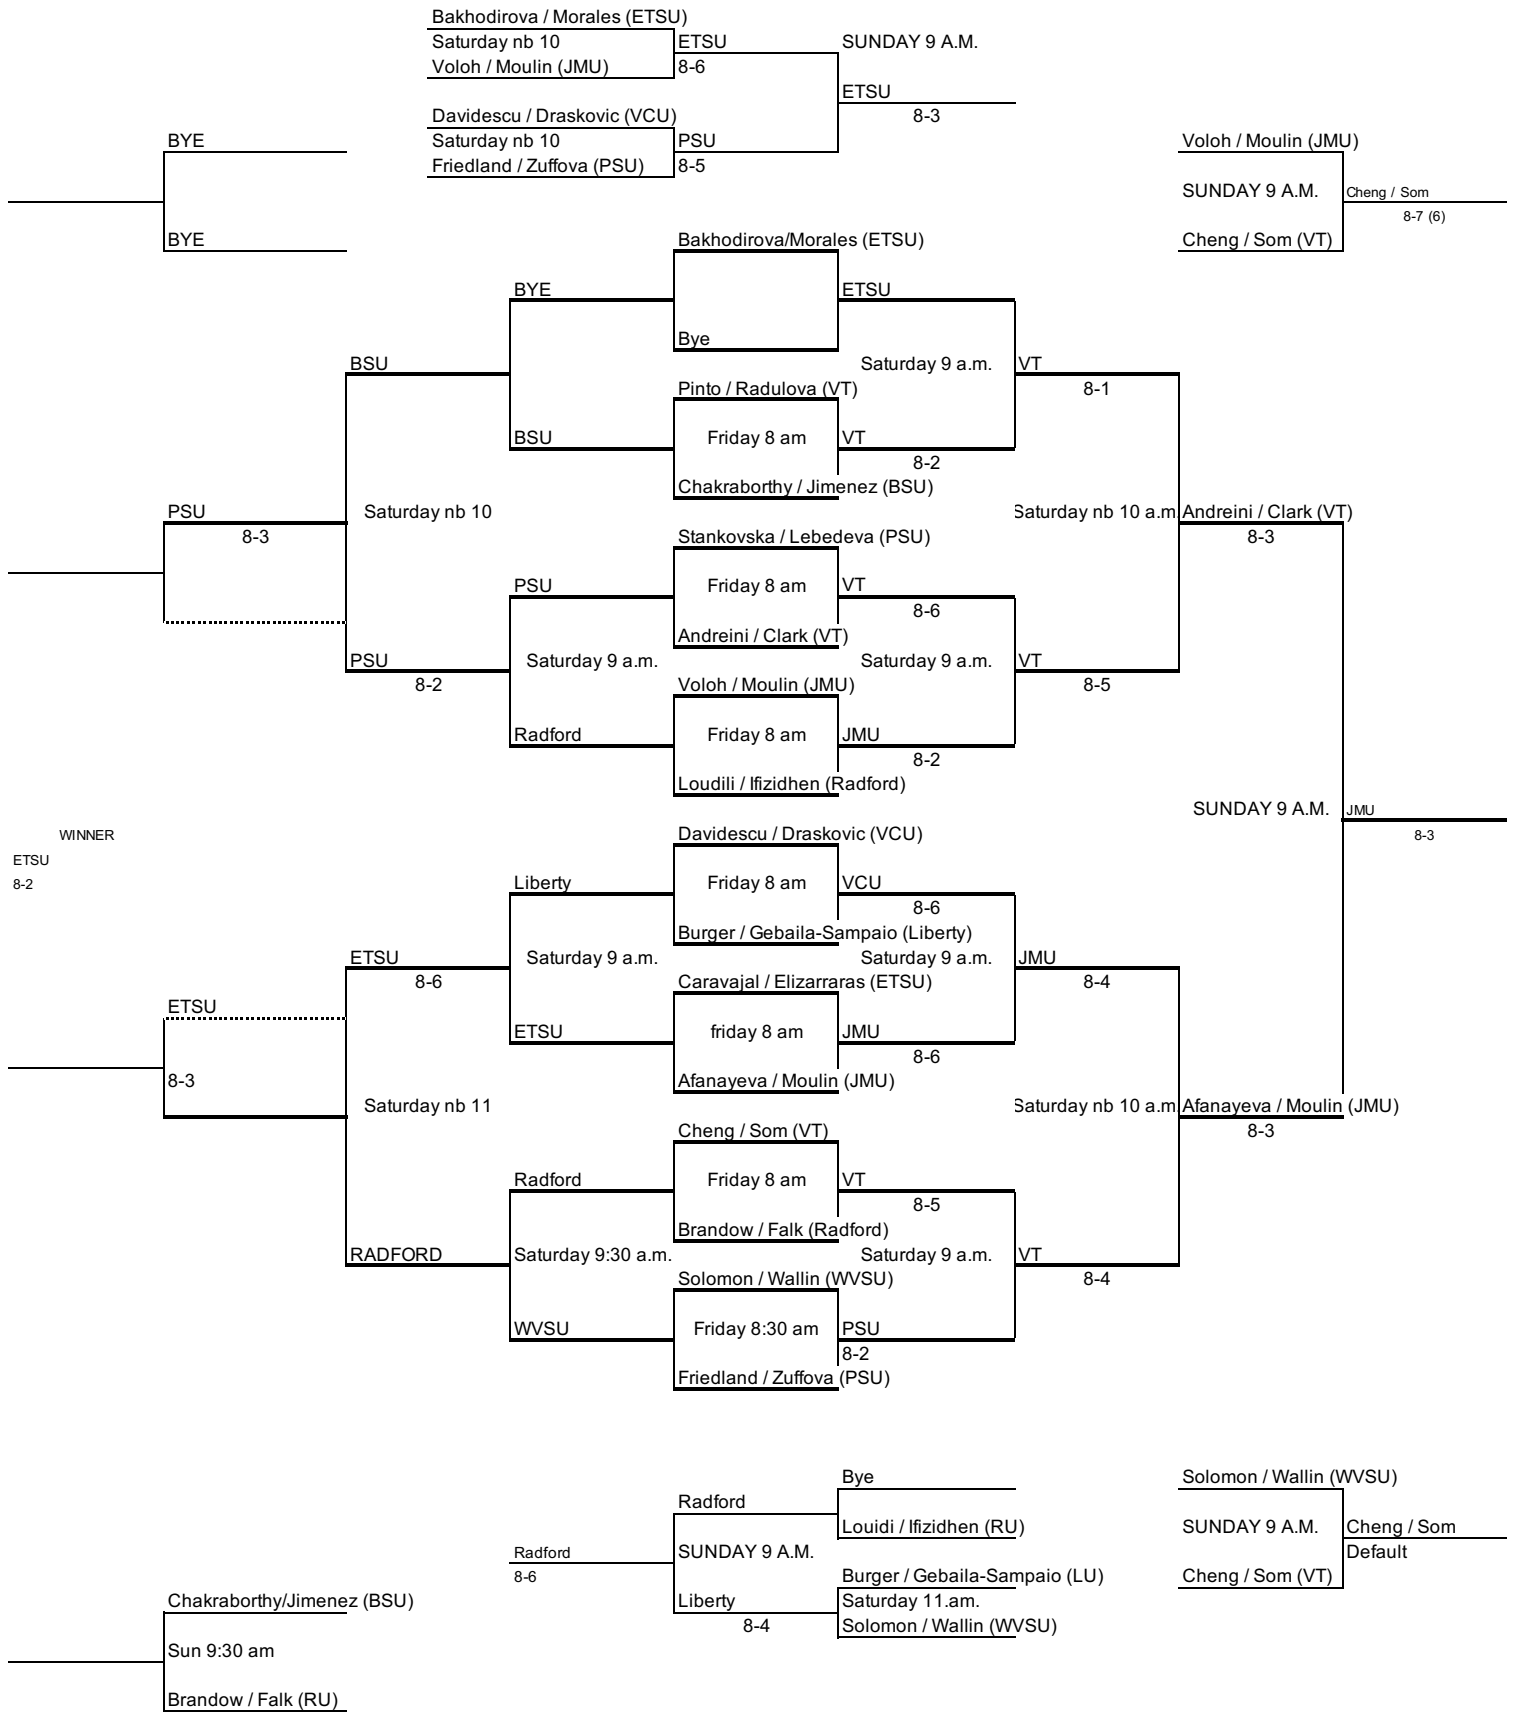 Bakhodirova / Morales (ETSU)
Saturday nb 10
ETSU
SUNDAY 9 A.M.
Voloh / Moulin (JMU)
8-6
ETSU
Davidescu / Draskovic (VCU)
8-3
BYE
Saturday nb 10
PSU
Voloh / Moulin (JMU)
Friedland / Zuffova (PSU)
8-5
SUNDAY 9 A.M.
Cheng / Som
8-7 (6)
BYE
Bakhodirova/Morales (ETSU)
Cheng / Som (VT)
BYE
ETSU
Bye
BSU
Saturday 9 a.m.
VT
Pinto / Radulova (VT)
8-1
BSU
Friday 8 am
VT
8-2
Chakraborthy / Jimenez (BSU)
PSU
Saturday nb 10
Saturday nb 10 a.m.
Andreini / Clark (VT)
8-3
Stankovska / Lebedeva (PSU)
8-3
PSU
Friday 8 am
VT
8-6
Andreini / Clark (VT)
PSU
Saturday 9 a.m.
Saturday 9 a.m.
VT
8-2
Voloh / Moulin (JMU)
8-5
Radford
Friday 8 am
JMU
8-2
Loudili / Ifizidhen (Radford)
SUNDAY 9 A.M.
JMU
WINNER
Davidescu / Draskovic (VCU)
8-3
ETSU
8-2
Liberty
Friday 8 am
VCU
8-6
Burger / Gebaila-Sampaio (Liberty)
ETSU
Saturday 9 a.m.
Saturday 9 a.m.
JMU
8-6
Caravajal / Elizarraras (ETSU)
8-4
ETSU
ETSU
friday 8 am
JMU
8-6
8-3
Afanayeva / Moulin (JMU)
Saturday nb 11
Saturday nb 10 a.m.
Afanayeva / Moulin (JMU)
Cheng / Som (VT)
8-3
Radford
Friday 8 am
VT
8-5
Brandow / Falk (Radford)
RADFORD
Saturday 9:30 a.m.
Saturday 9 a.m.
VT
Solomon / Wallin (WVSU)
8-4
WVSU
Friday 8:30 am
PSU
8-2
Friedland / Zuffova (PSU)
Bye
Solomon / Wallin (WVSU)
Radford
Louidi / Ifizidhen (RU)
SUNDAY 9 A.M.
Cheng / Som
Radford
SUNDAY 9 A.M.
Default
8-6
Burger / Gebaila-Sampaio (LU)
Cheng / Som (VT)
Chakraborthy/Jimenez (BSU)
Liberty
Saturday 11.am.
8-4
Solomon / Wallin (WVSU)
Sun 9:30 am
Brandow / Falk (RU)